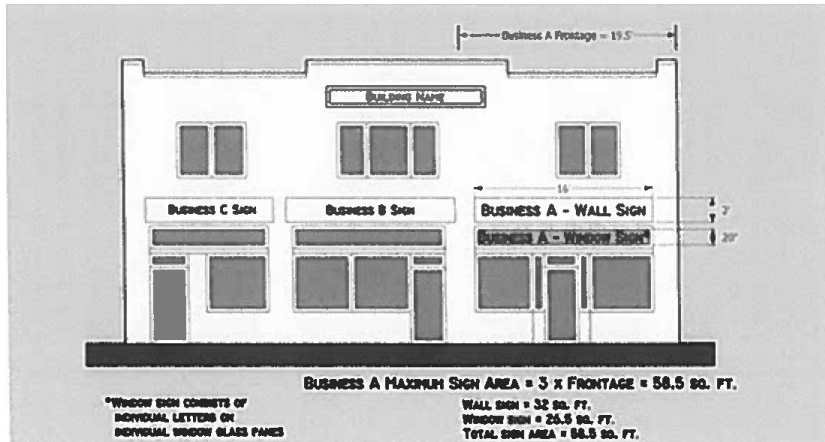 Business A Frontage = 19.5'
Building Name
16'
Business C Sign
Business B Sign
Business A - Wall Sign
2'
Business A - Window Sign*
20"
Business A Maximum Sign Area = 3 x Frontage = 58.5 sq. ft.
*Window sign consists of
individual letters on
individual window glass panes
Wall sign = 32 sq. ft.
Window sign = 26.5 sq. ft.
Total sign area = 58.5 sq. ft.